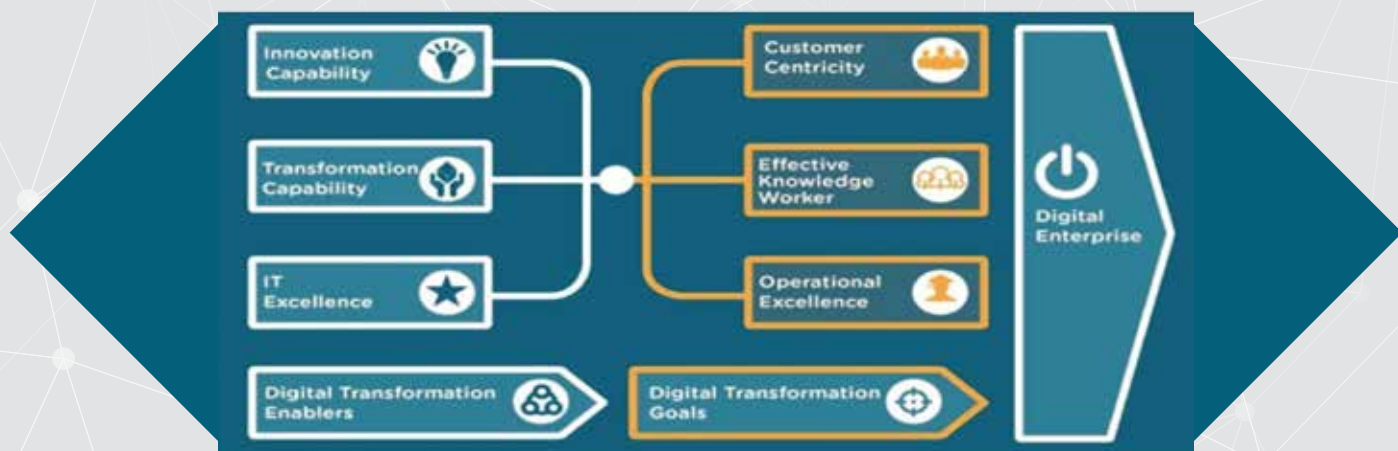 Innovation
Capability
Customer
Centricity
Transformation
Capability
Effective
Knowledge
Worker
Digital
Enterprise
IT
Excellence
Operational
Excellence
Digital Transformation
Enablers
Digital Transformation
Goals